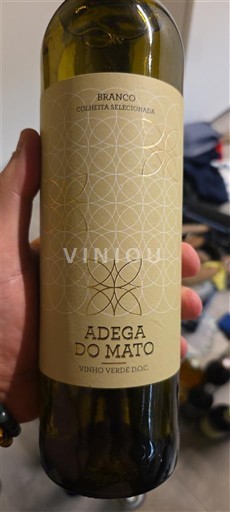 BRANCO
COLHEITA SELECIONADA
VINIOU
ADEGA
DO MATO
VINHO VERDE D.O.C.